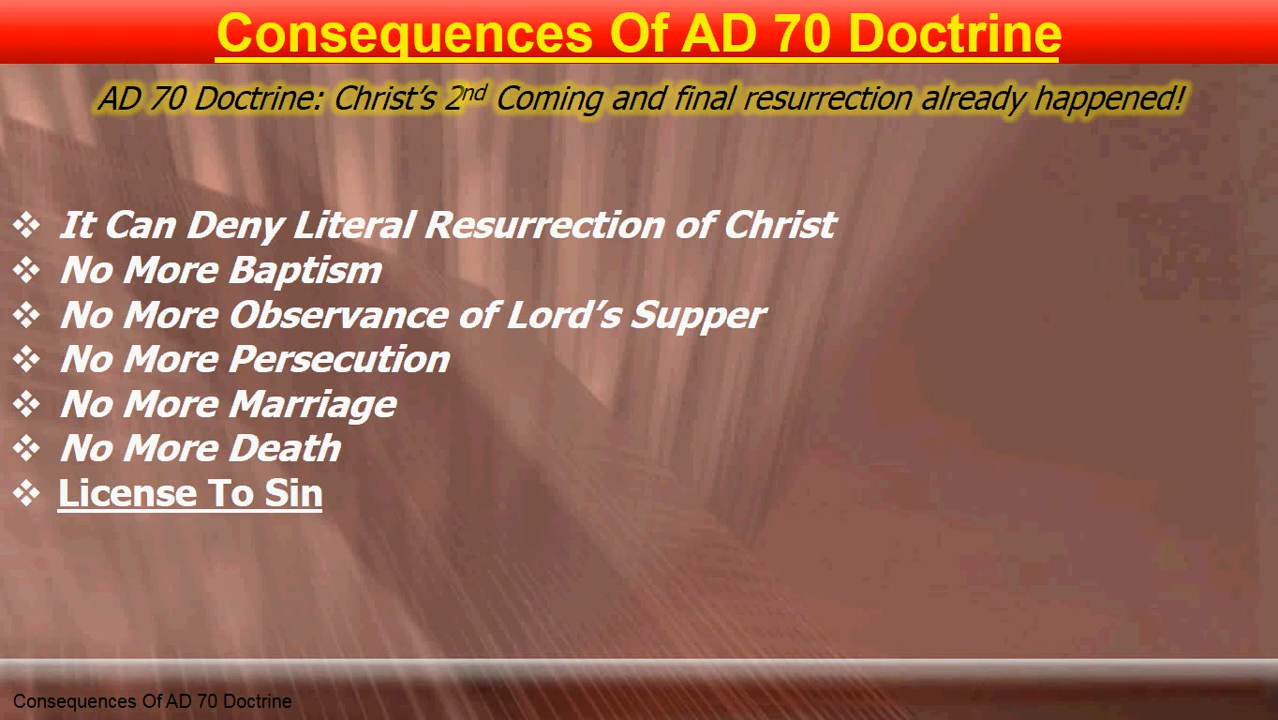 Consequences Of AD 70 Doctrine
AD 70 Doctrine: Christ’s 2nd Coming and final resurrection already happened!
❖ It Can Deny Literal Resurrection of Christ
❖ No More Baptism
❖ No More Observance of Lord’s Supper
❖ No More Persecution
❖ No More Marriage
❖ No More Death
❖ License To Sin
Consequences Of AD 70 Doctrine